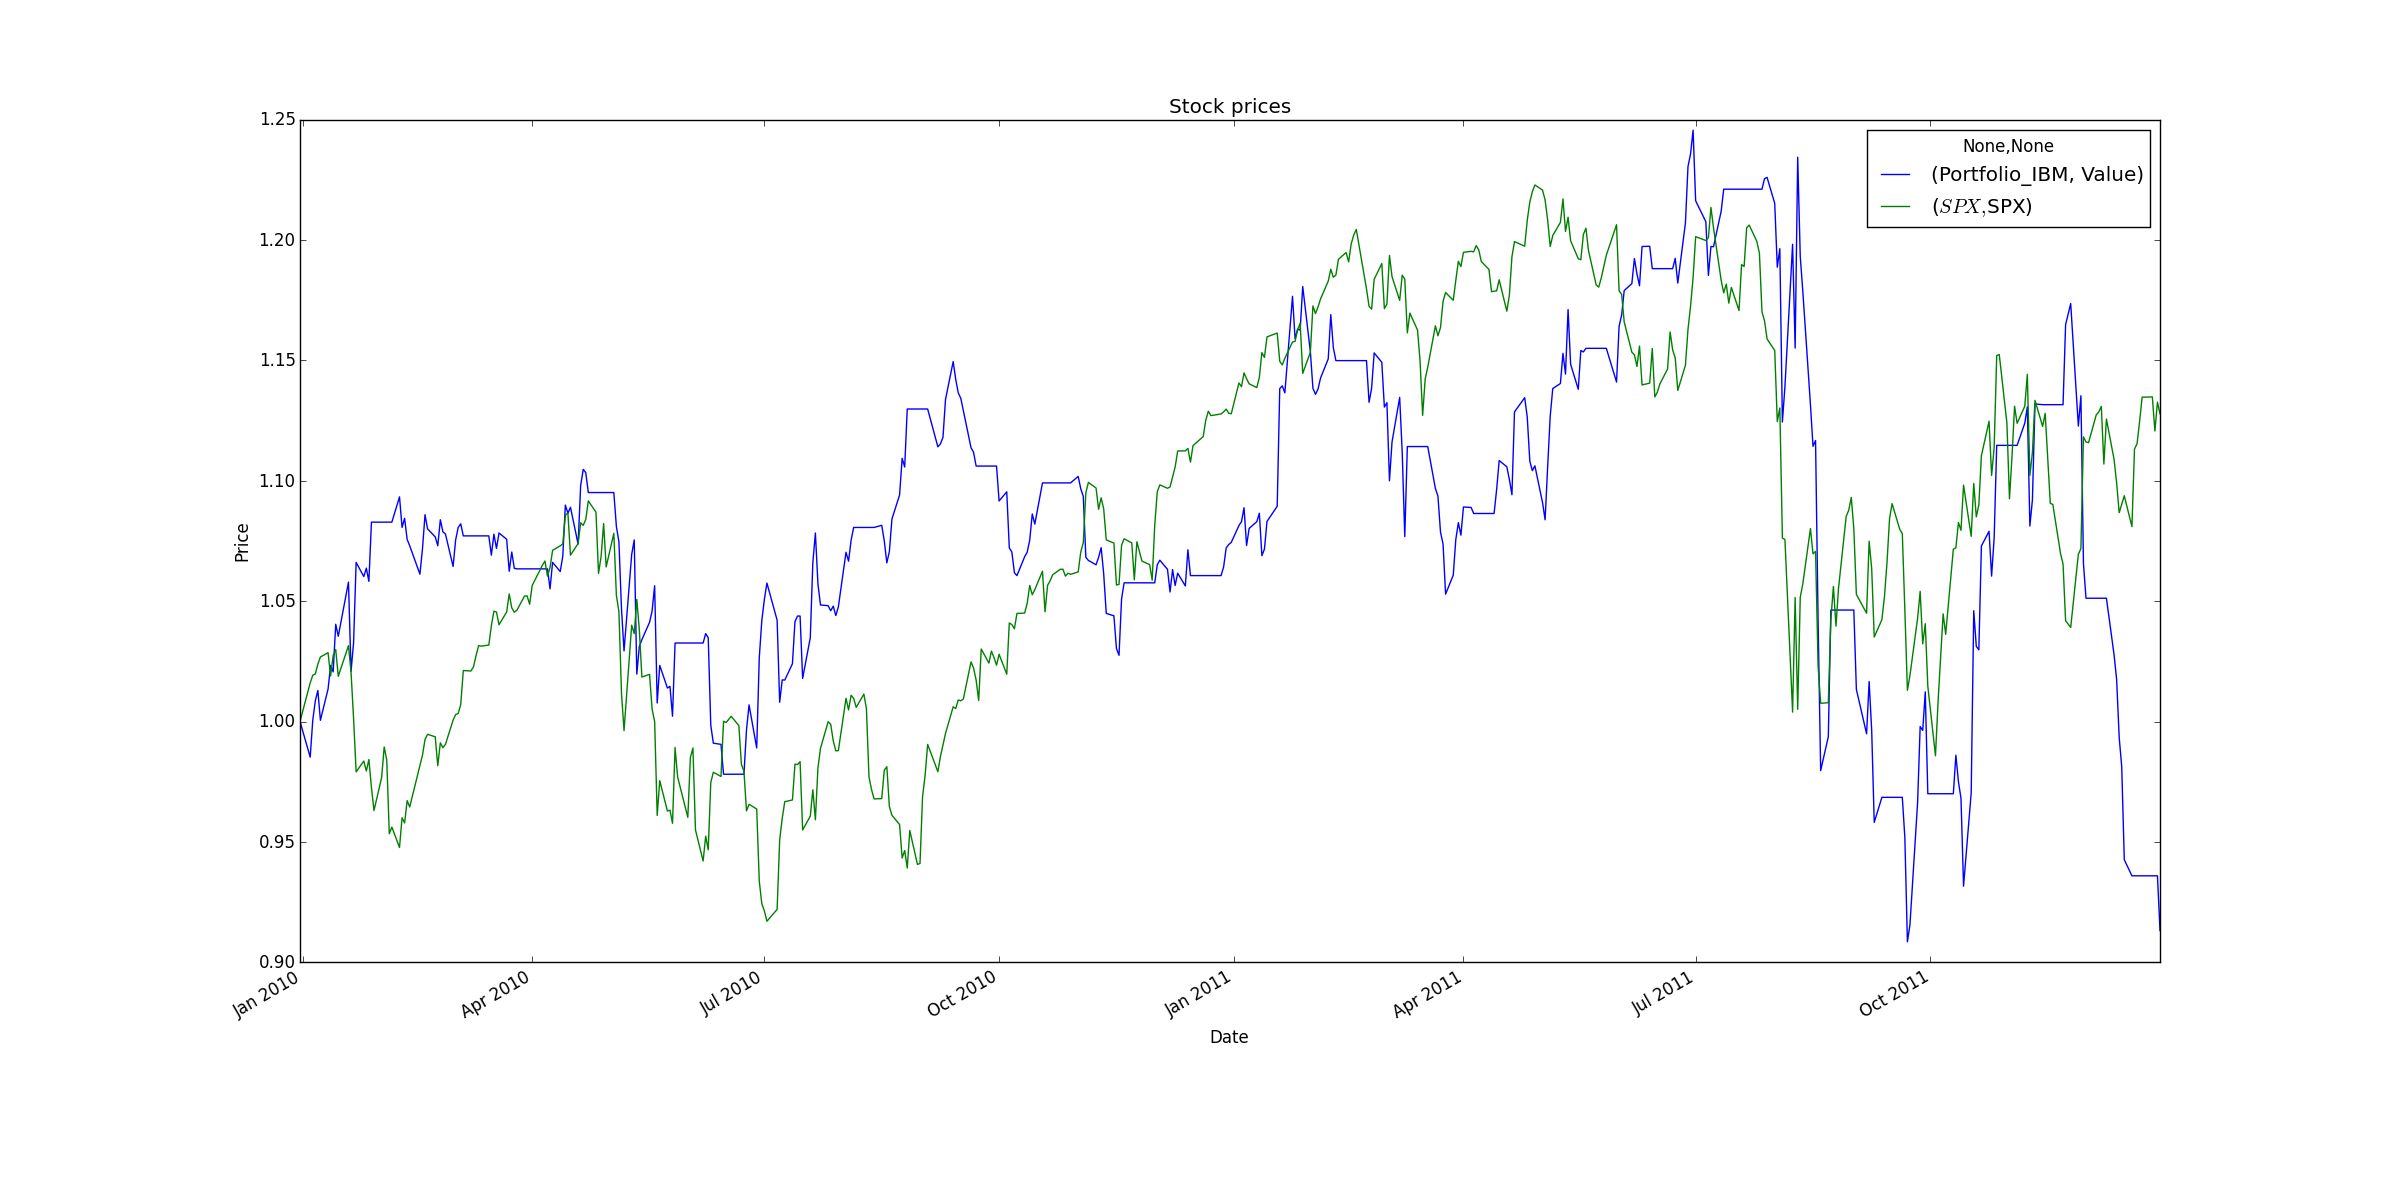 Stock prices
1.25
1.20
1.15
1.10
1.05
1.00
0.95
0.90
Price
None,None
(Portfolio_IBM, Value)
(SPX,SPX)
Jan 2010
Apr 2010
Jul 2010
Oct 2010
Jan 2011
Apr 2011
Jul 2011
Oct 2011
Date